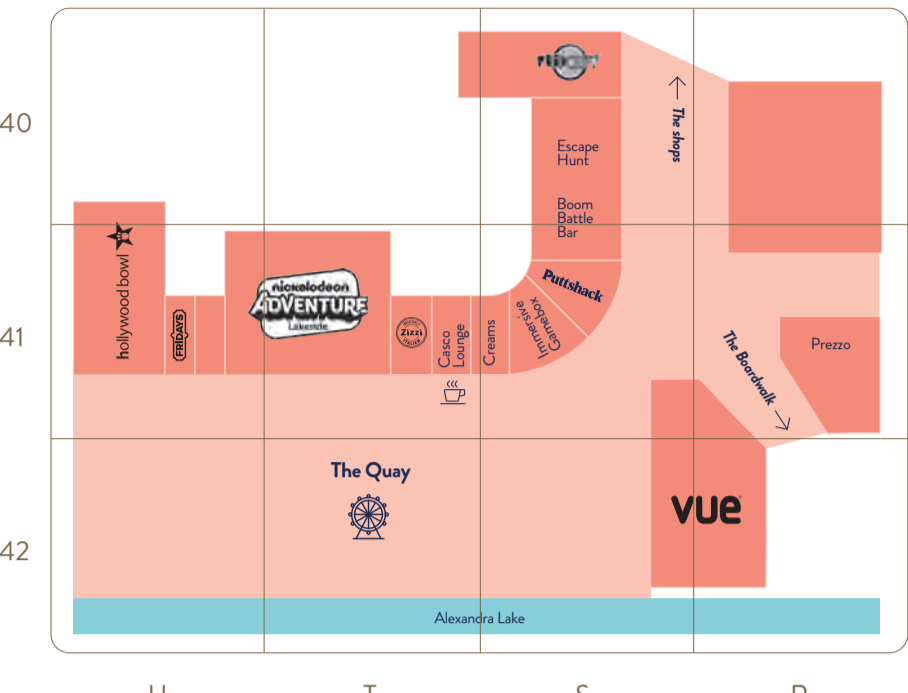 40
The shops
Escape
Hunt
Boom
Battle
Bar
hollywood bowl
FRIDAYS
nickelodeon
ADVENTURE
Lakeside
Zizzi
ITALIAN
Casco
Lounge
Creams
Immersive
Gamebox
Puttshack
41
The Boardwalk
Prezzo
The Quay
vue
42
Alexandra Lake
T
S